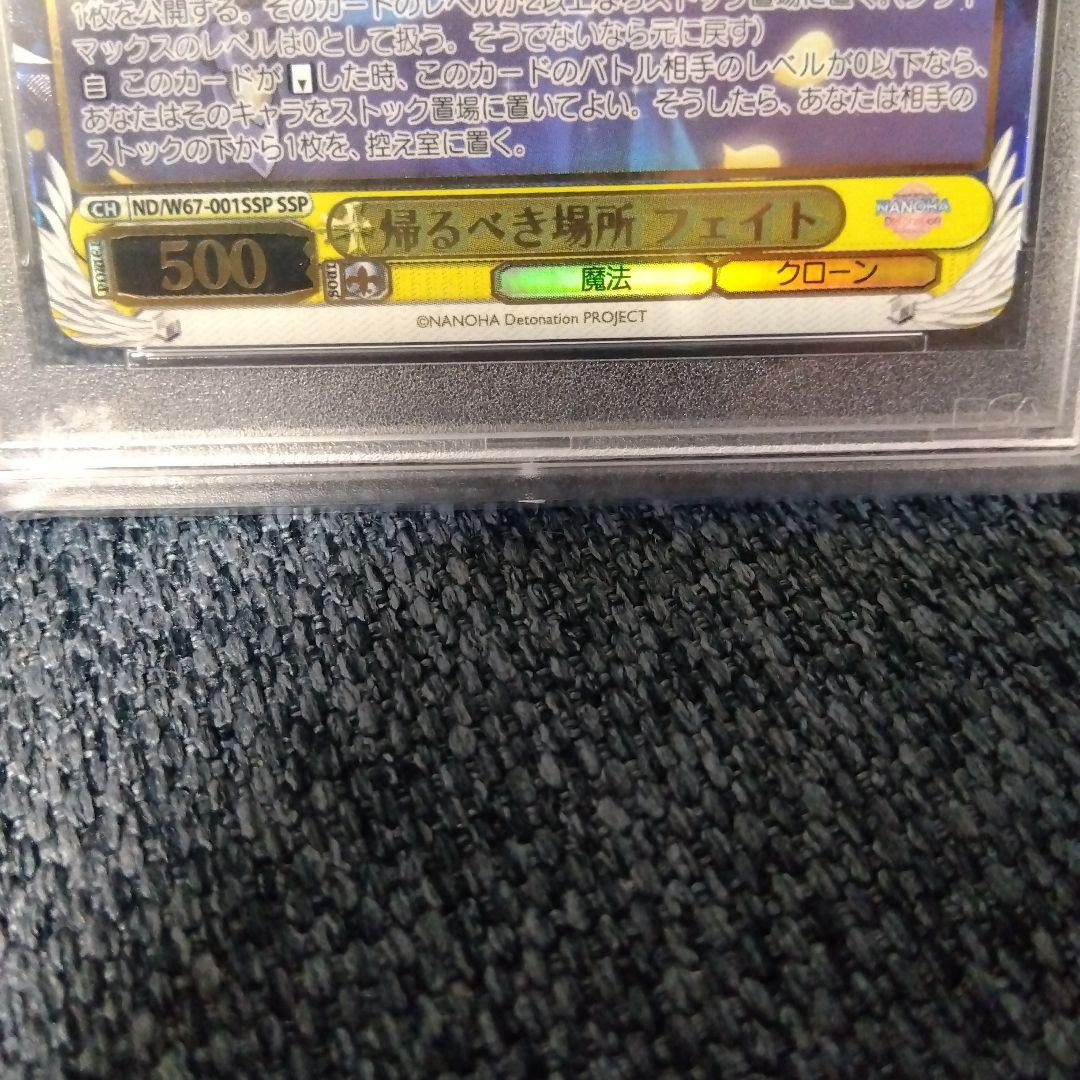 1枚を公開する。そのカードのレベルが2以上ならストック置場に置く。
マックスのレベルは0として扱う。そうでないなら元に戻す)
自 このカードが した時、このカードのバトル相手のレベルが0以下なら、
あなたはそのキャラをストック置場に置いてよい。そうしたら、あなたは相手の
ストックの下から1枚を、控え室に置く。
CH ND/W67-001SSP SSP
帰るべき場所 フェイト
NANOHA
Detonation
POWER 500
SOUL
魔法
クローン
©NANOHA Detonation PROJECT